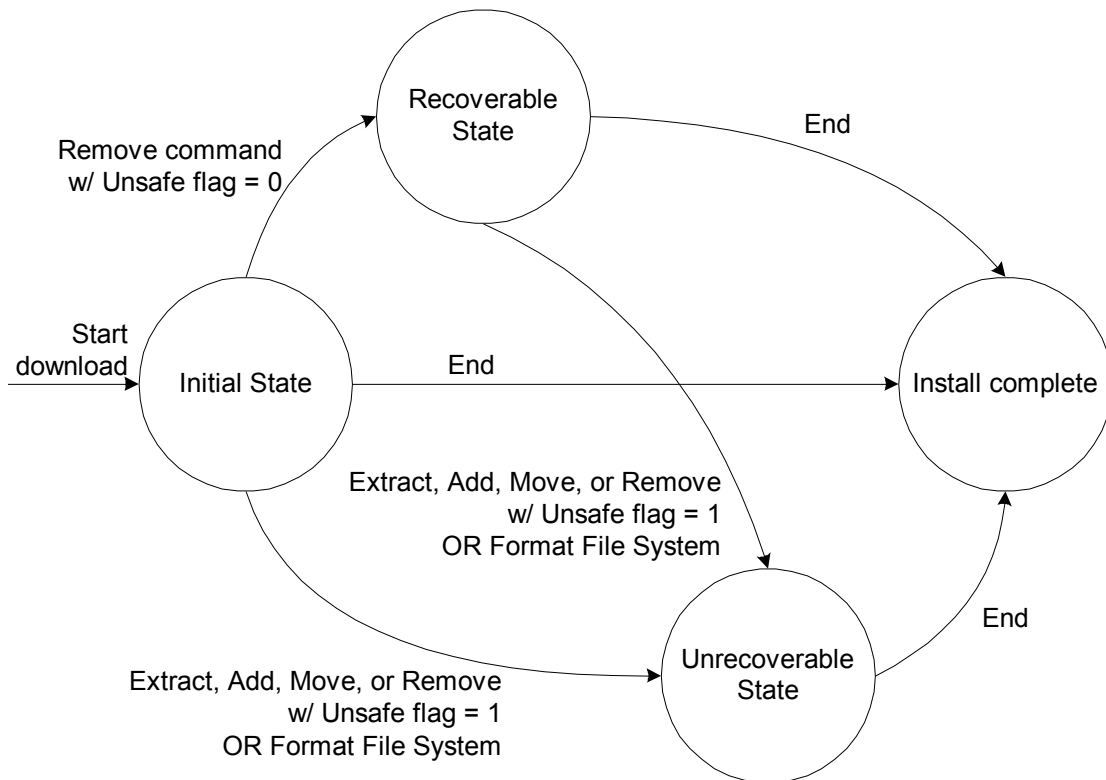 Recoverable
State
End
Remove command
w/ Unsafe flag = 0
Start
download
Initial State
End
Install complete
Extract, Add, Move, or Remove
w/ Unsafe flag = 1
OR Format File System
End
Unrecoverable
State
Extract, Add, Move, or Remove
w/ Unsafe flag = 1
OR Format File System